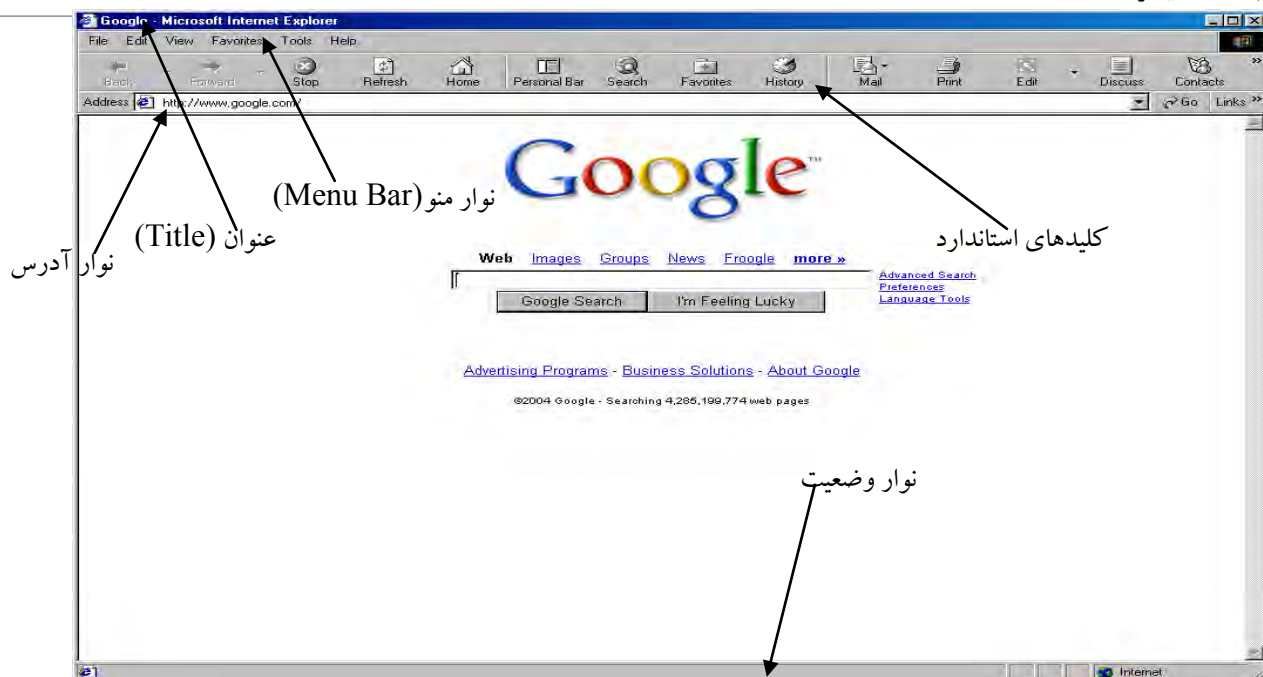 Google - Microsoft Internet Explorer
File Edit View Favorites Tools Help
Back Forward Stop Refresh Home Personal Bar Search Favorites History Mail Print Edit Discuss Contacts »
Address http://www.google.com/ Go Links »
Google™
نوار منو (Menu Bar)
عنوان (Title)
کلیدهای استاندارد
نوار آدرس
Web Images Groups News Froogle more »
Advanced Search
Preferences
Language Tools
Google Search I'm Feeling Lucky
Advertising Programs - Business Solutions - About Google
©2004 Google - Searching 4,285,199,774 web pages
نوار وضعیت
Internet